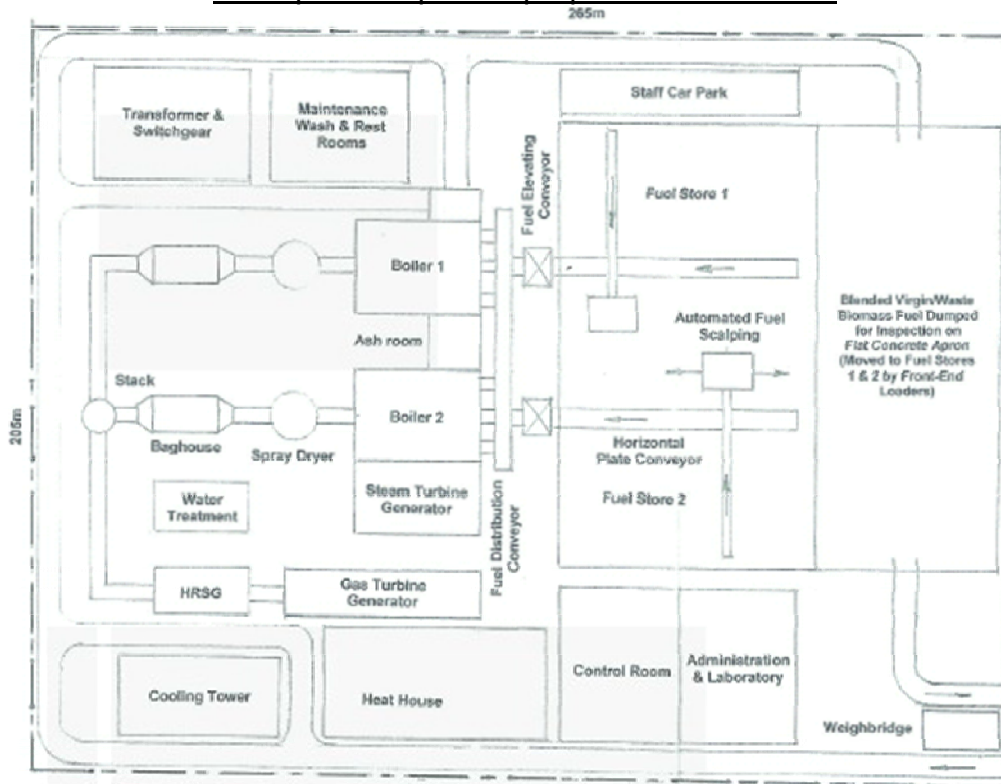 265m
Staff Car Park
Transformer &
Switchgear
Maintenance
Wash & Rest
Rooms
Fuel Elevating
Conveyor
Fuel Store 1
Boiler 1
Blended Virgin/Waste
Biomass Fuel Dumped
for Inspection on
Flat Concrete Apron
(Moved to Fuel Stores
1 & 2 by Front-End
Loaders)
Automated Fuel
Scalping
Ash room
Stack
205m
Boiler 2
Baghouse
Spray Dryer
Horizontal
Plate Conveyor
Fuel Store 2
Water
Treatment
Steam Turbine
Generator
Fuel Distribution
Conveyor
HRSG
Gas Turbine
Generator
Cooling Tower
Heat House
Control Room
Administration
& Laboratory
Weighbridge